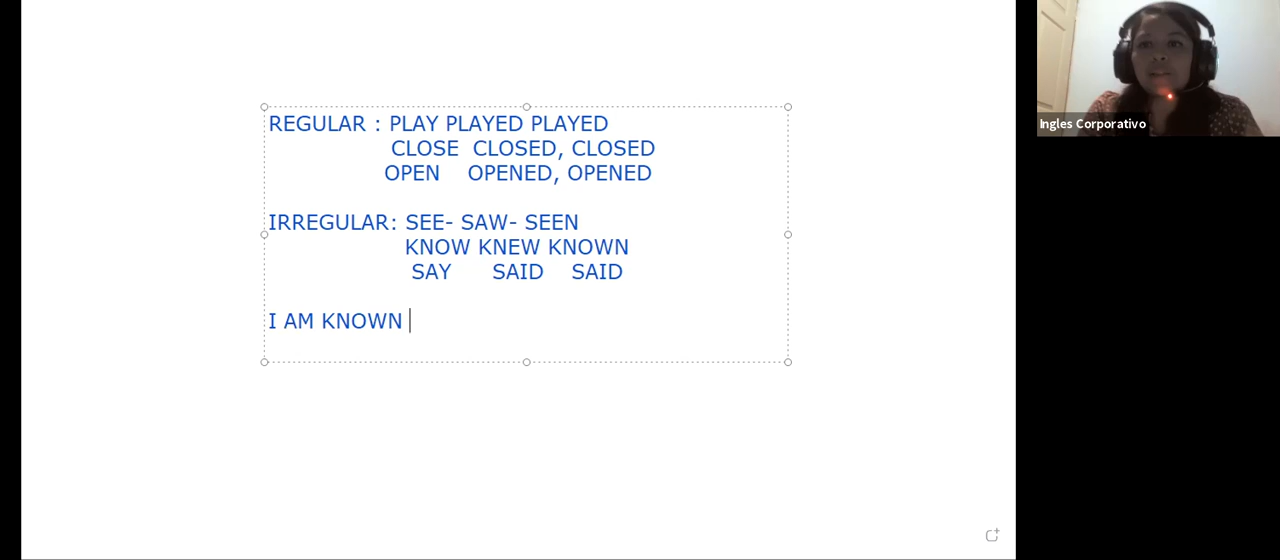 REGULAR : PLAY PLAYED PLAYED
CLOSE CLOSED, CLOSED
OPEN OPENED, OPENED
IRREGULAR: SEE- SAW- SEEN
KNOW KNEW KNOWN
SAY SAID SAID
I AM KNOWN
Ingles Corporativo